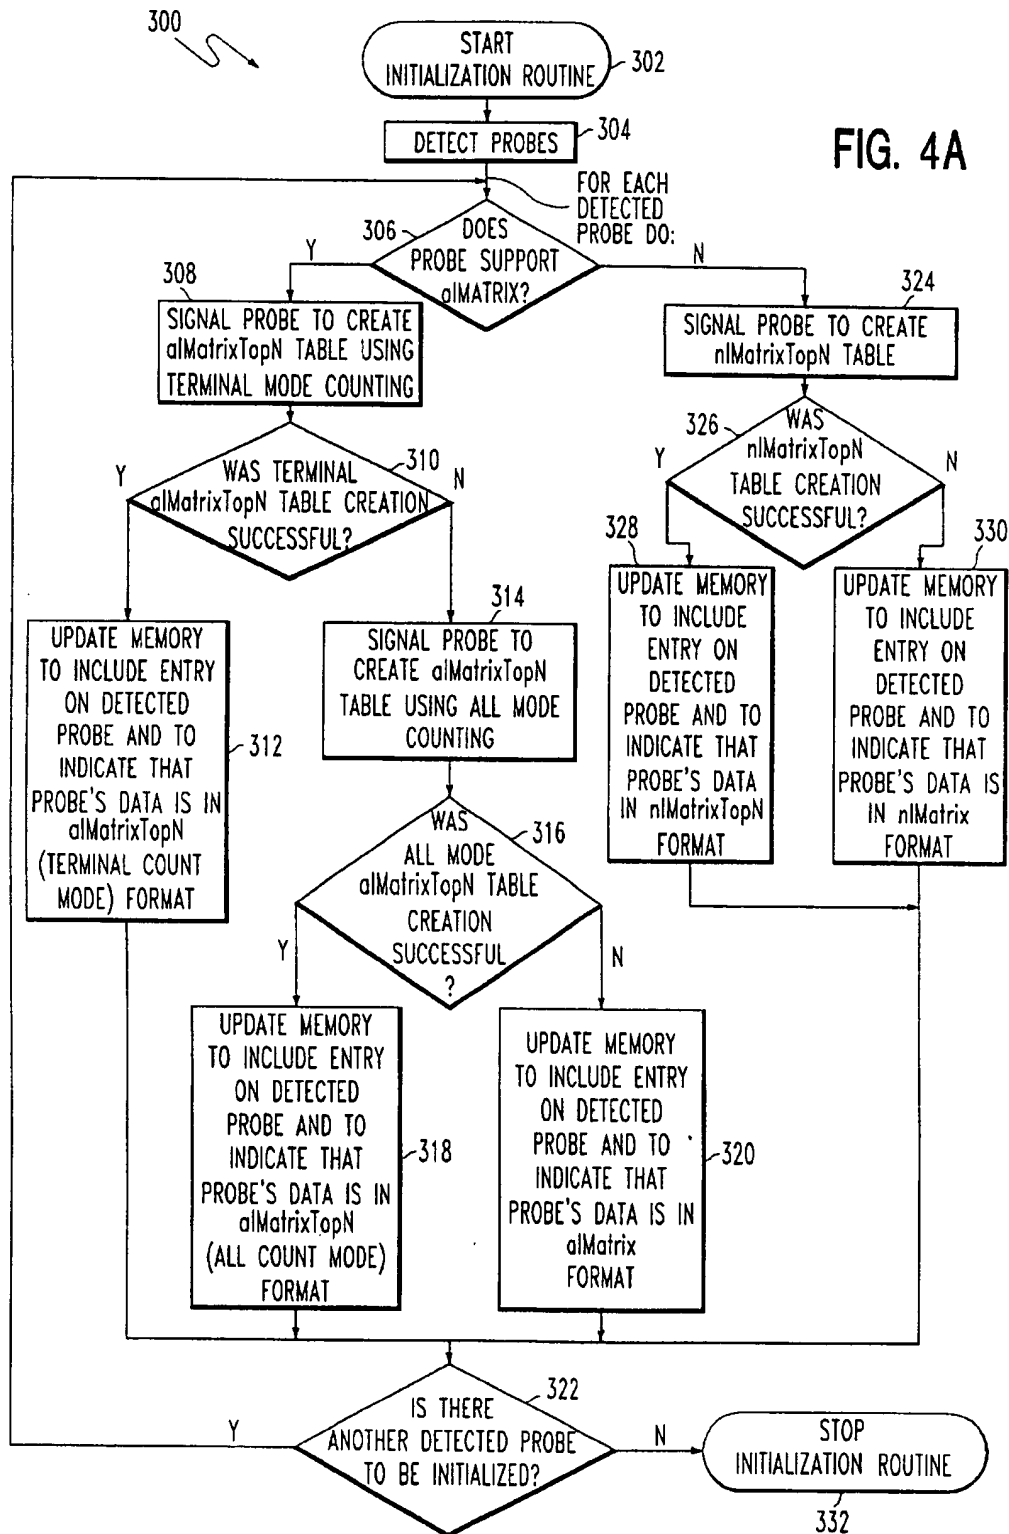 300
START
INITIALIZATION ROUTINE
302
DETECT PROBES
304
FIG. 4A
FOR EACH
DETECTED
PROBE DO:
306
DOES
PROBE SUPPORT
alMATRIX?
Y
N
308
SIGNAL PROBE TO CREATE
alMatrixTopN TABLE USING
TERMINAL MODE COUNTING
324
SIGNAL PROBE TO CREATE
nlMatrixTopN TABLE
310
WAS TERMINAL
alMatrixTopN TABLE CREATION
SUCCESSFUL?
Y
N
326
WAS
nlMatrixTopN
TABLE CREATION
SUCCESSFUL?
Y
N
312
UPDATE MEMORY
TO INCLUDE ENTRY
ON DETECTED
PROBE AND TO
INDICATE THAT
PROBE'S DATA IS IN
alMatrixTopN
(TERMINAL COUNT
MODE) FORMAT
314
SIGNAL PROBE TO
CREATE alMatrixTopN
TABLE USING ALL MODE
COUNTING
328
UPDATE MEMORY
TO INCLUDE
ENTRY ON
DETECTED
PROBE AND TO
INDICATE THAT
PROBE'S DATA
IN nlMatrixTopN
FORMAT
330
UPDATE MEMORY
TO INCLUDE
ENTRY ON
DETECTED
PROBE AND TO
INDICATE THAT
PROBE'S DATA IS
IN nlMatrix
FORMAT
316
WAS
ALL MODE
alMatrixTopN TABLE
CREATION
SUCCESSFUL
?
Y
N
318
UPDATE MEMORY
TO INCLUDE ENTRY
ON DETECTED
PROBE AND TO
INDICATE THAT
PROBE'S DATA IS IN
alMatrixTopN
(ALL COUNT MODE)
FORMAT
320
UPDATE MEMORY
TO INCLUDE ENTRY
ON DETECTED
PROBE AND TO
INDICATE THAT
PROBE'S DATA IS IN
alMatrix
FORMAT
322
IS THERE
ANOTHER DETECTED PROBE
TO BE INITIALIZED?
Y
N
STOP
INITIALIZATION ROUTINE
332